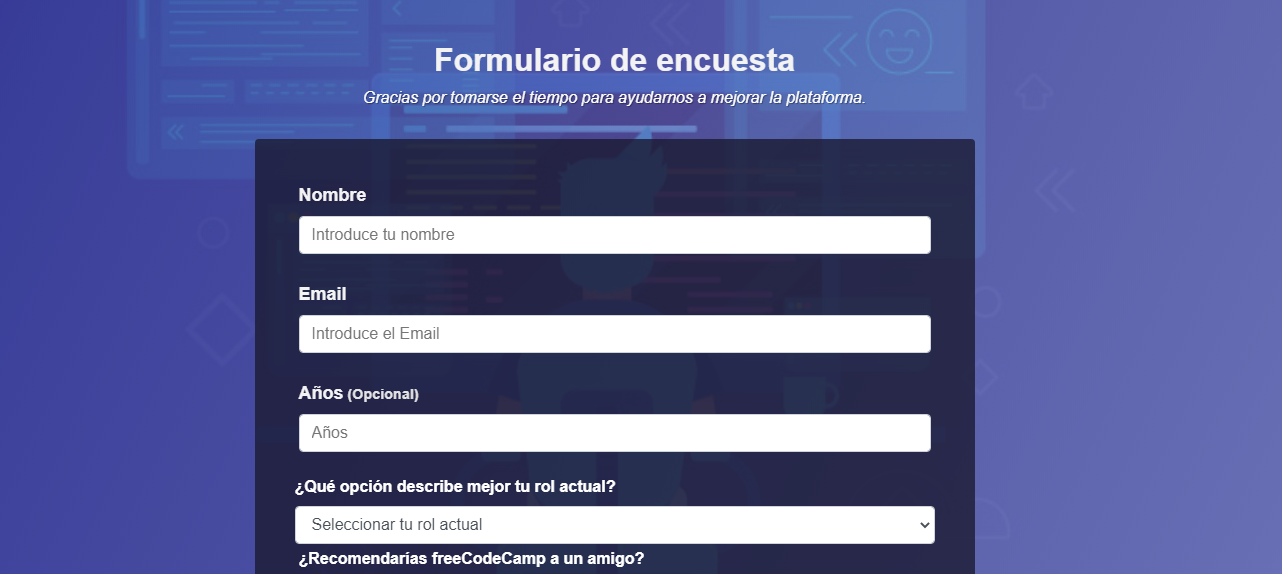 Formulario de encuesta
Gracias por tomarse el tiempo para ayudarnos a mejorar la plataforma.
Nombre
Introduce tu nombre
Email
Introduce el Email
Años (Opcional)
Años
¿Qué opción describe mejor tu rol actual?
Seleccionar tu rol actual
¿Recomendarías freeCodeCamp a un amigo?